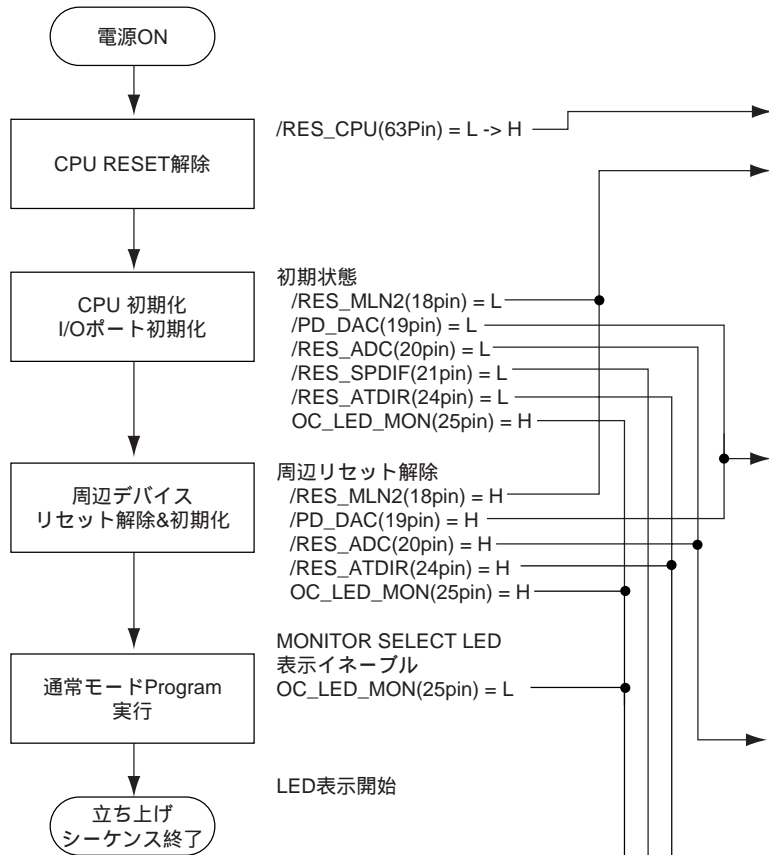 電源ON
CPU RESET解除
/RES_CPU(63Pin) = L -> H
CPU 初期化
I/Oポート初期化
初期状態
/RES_MLN2(18pin) = L
/PD_DAC(19pin) = L
/RES_ADC(20pin) = L
/RES_SPDIF(21pin) = L
/RES_ATDIR(24pin) = L
OC_LED_MON(25pin) = H
周辺デバイス
リセット解除&初期化
周辺リセット解除
/RES_MLN2(18pin) = H
/PD_DAC(19pin) = H
/RES_ADC(20pin) = H
/RES_ATDIR(24pin) = H
OC_LED_MON(25pin) = H
通常モードProgram
実行
MONITOR SELECT LED
表示イネーブル
OC_LED_MON(25pin) = L
LED表示開始
立ち上げ
シーケンス終了